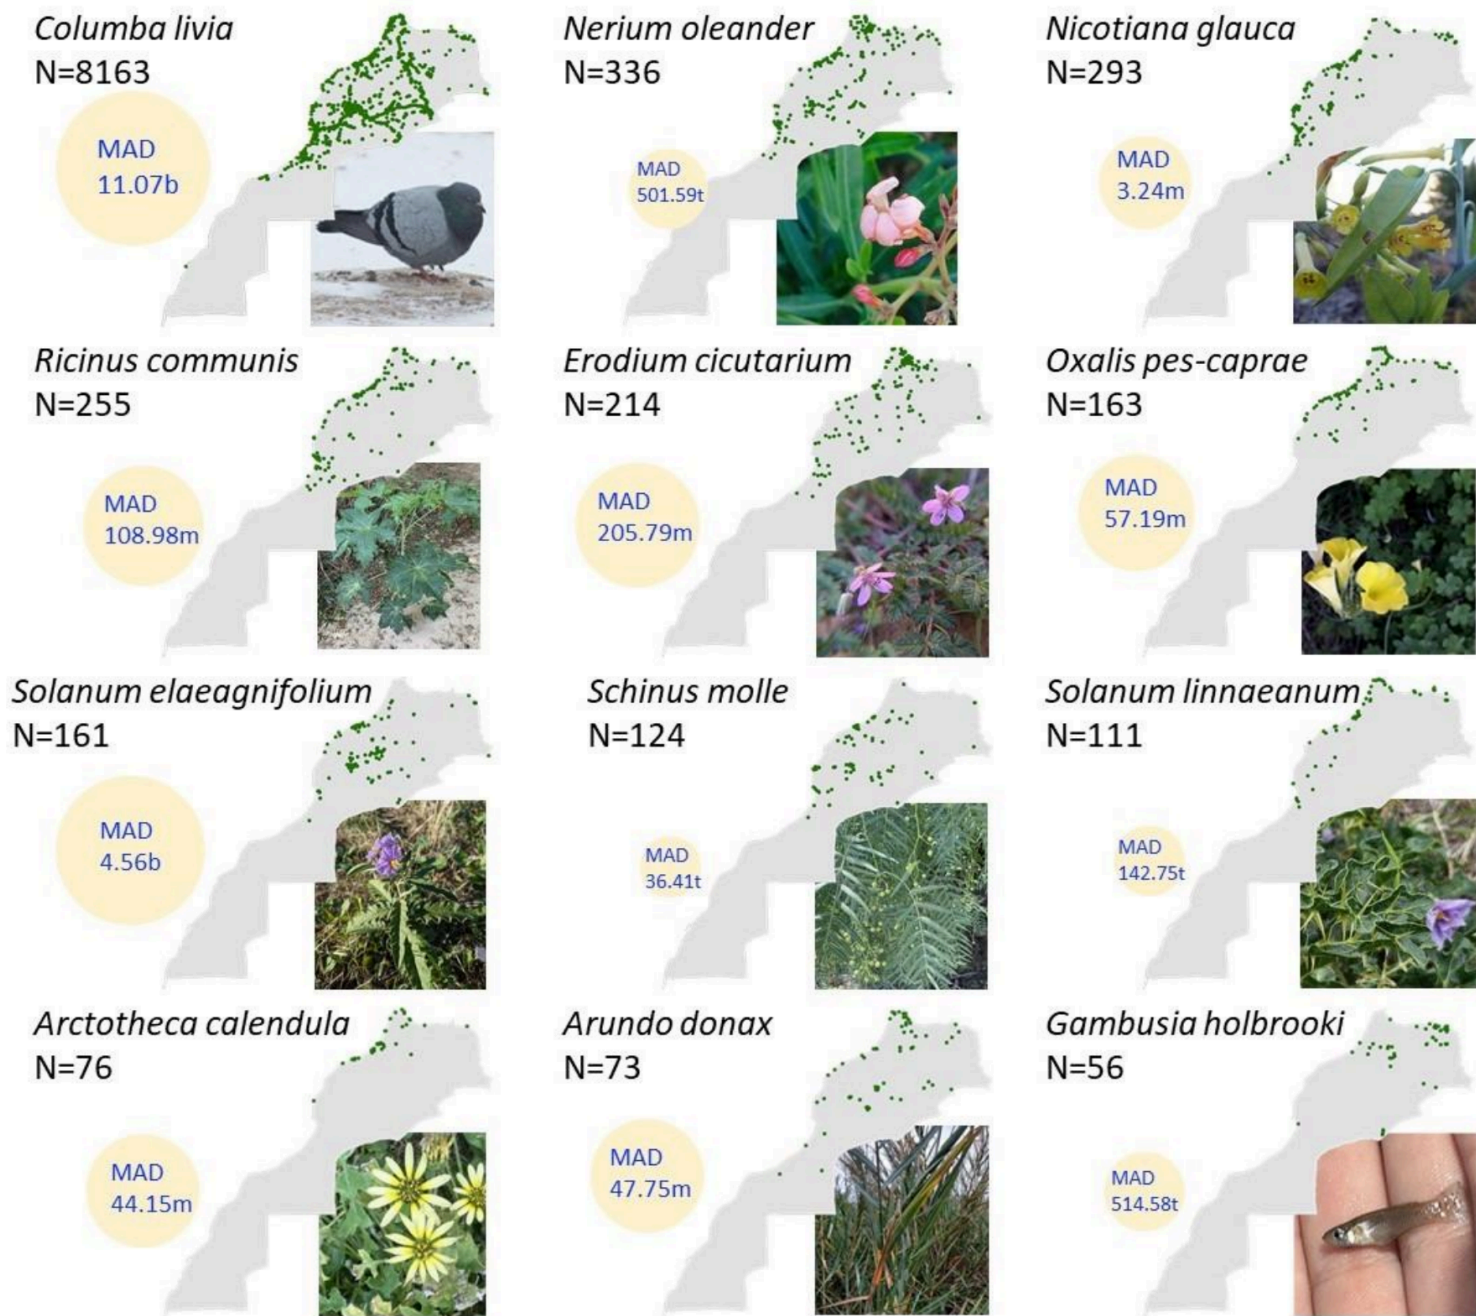 Columba livia
N=8163
MAD
11.07b
Nerium oleander
N=336
MAD
501.59t
Nicotiana glauca
N=293
MAD
3.24m
Ricinus communis
N=255
MAD
108.98m
Erodium cicutarium
N=214
MAD
205.79m
Oxalis pes-caprae
N=163
MAD
57.19m
Solanum elaeagnifolium
N=161
MAD
4.56b
Schinus molle
N=124
MAD
36.41t
Solanum linnaeanum
N=111
MAD
142.75t
Arctotheca calendula
N=76
MAD
44.15m
Arundo donax
N=73
MAD
47.75m
Gambusia holbrooki
N=56
MAD
514.58t